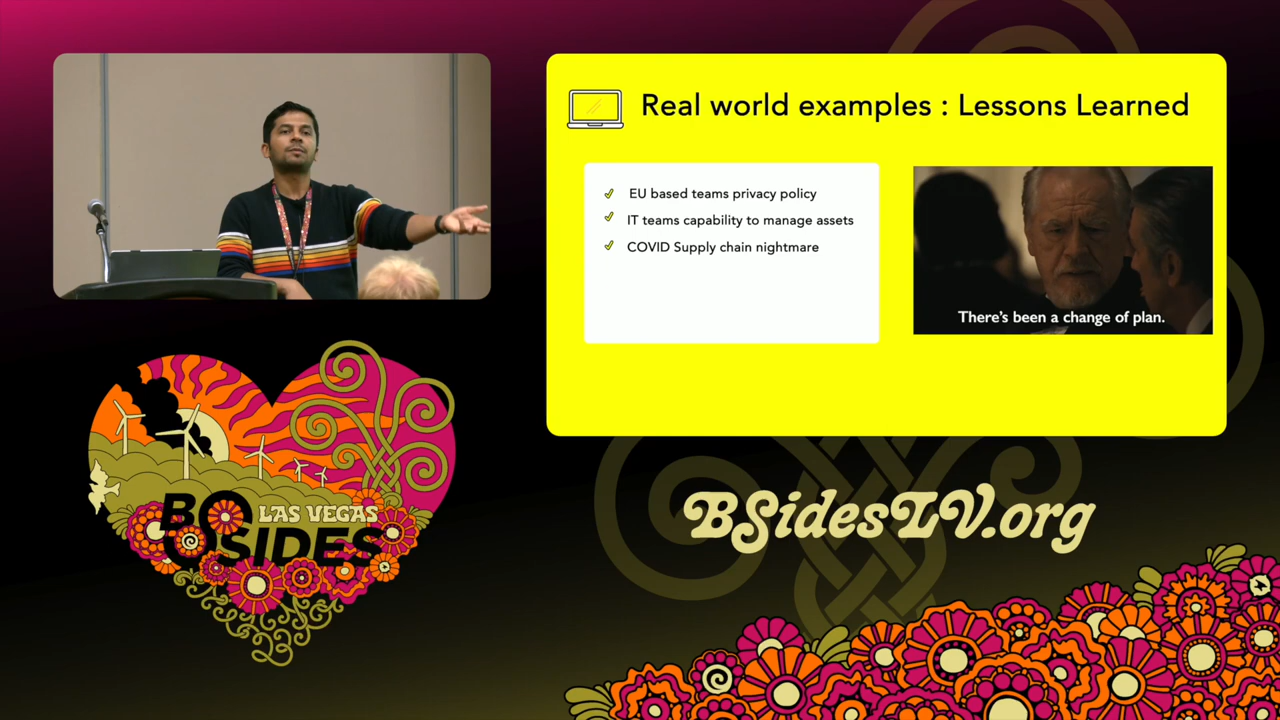 Real world examples : Lessons Learned
EU based teams privacy policy
IT teams capability to manage assets
COVID Supply chain nightmare
There's been a change of plan.
LAS VEGAS
BSIDES
BSidesLV.org